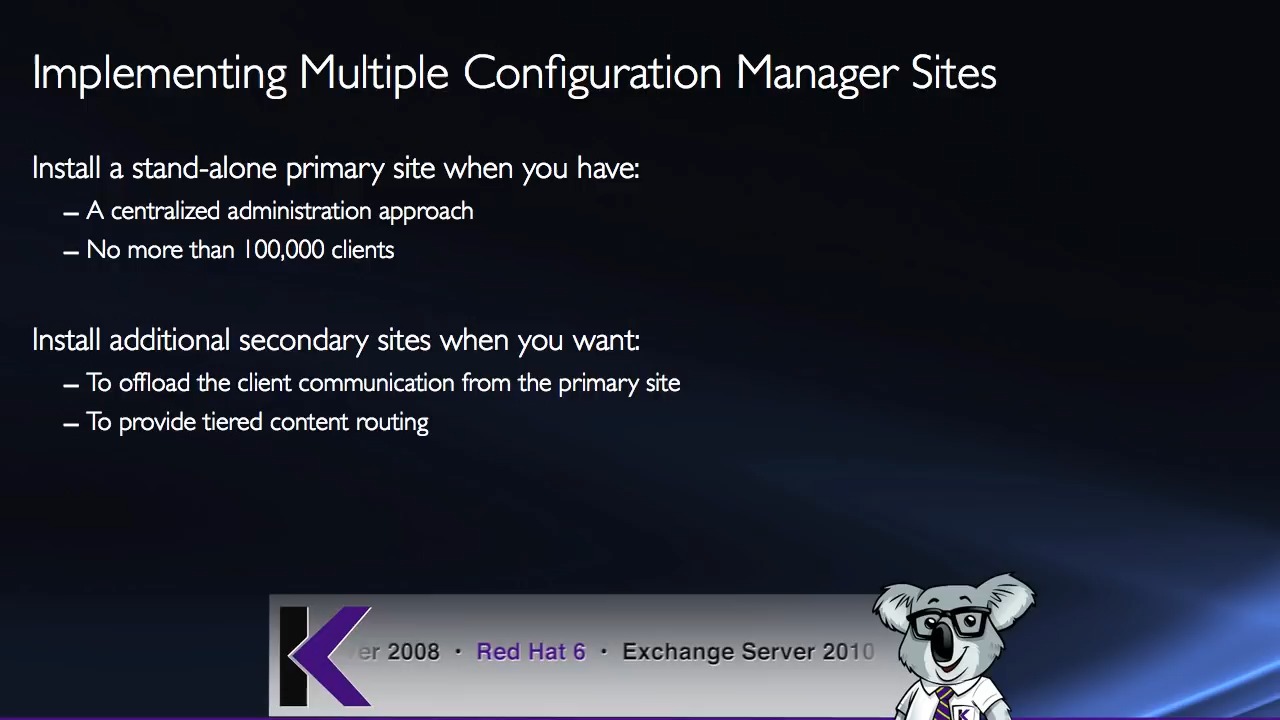 Implementing Multiple Configuration Manager Sites
Install a stand-alone primary site when you have:
– A centralized administration approach
– No more than 100,000 clients
Install additional secondary sites when you want:
– To offload the client communication from the primary site
– To provide tiered content routing
K er 2008 · Red Hat 6 · Exchange Server 2010
K